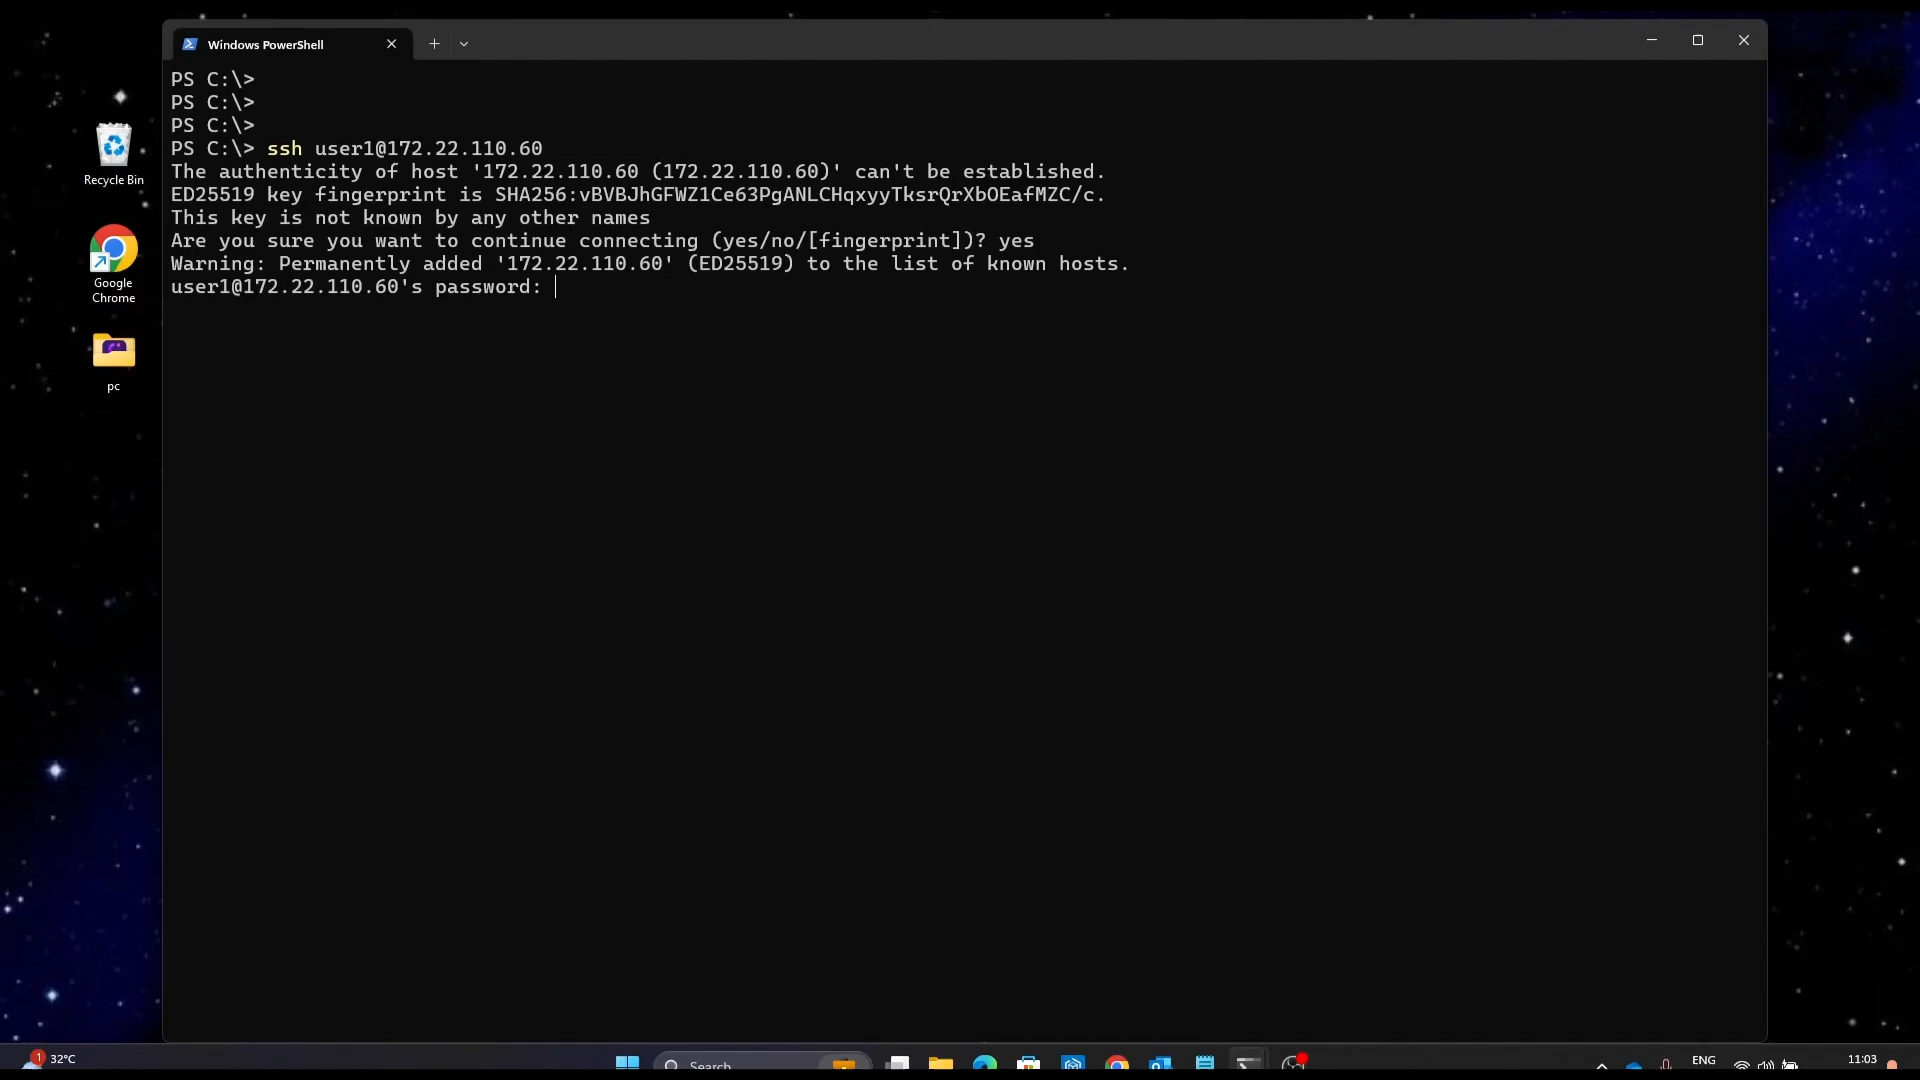 Windows PowerShell
PS C:\>
PS C:\>
PS C:\>
PS C:\> ssh user1@172.22.110.60
The authenticity of host '172.22.110.60 (172.22.110.60)' can't be established.
ED25519 key fingerprint is SHA256:vBVBJhGFWZ1Ce63PgANLCHqxyyTksrQrXbOEafMZC/c.
This key is not known by any other names
Are you sure you want to continue connecting (yes/no/[fingerprint])? yes
Warning: Permanently added '172.22.110.60' (ED25519) to the list of known hosts.
user1@172.22.110.60's password:
Recycle Bin
Google
Chrome
pc
1
32°C
Search
ENG
11:03